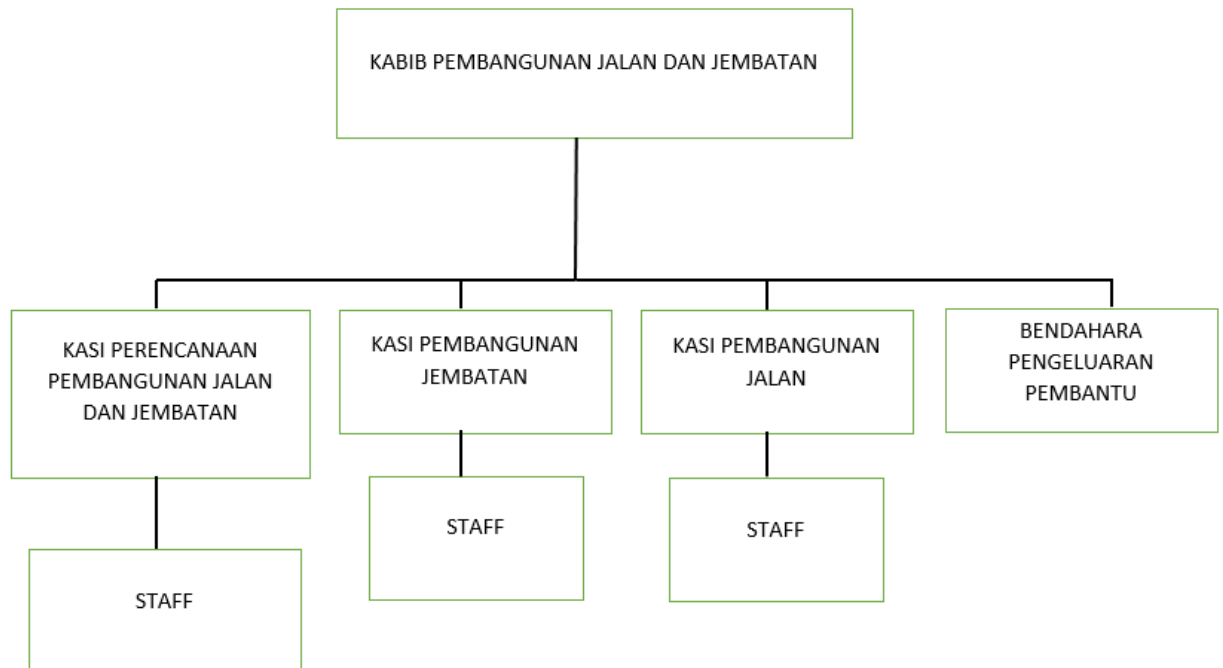 KABIB PEMBANGUNAN JALAN DAN JEMBATAN
KASI PERENCANAAN
PEMBANGUNAN JALAN
DAN JEMBATAN
KASI PEMBANGUNAN
JEMBATAN
KASI PEMBANGUNAN
JALAN
BENDAHARA
PENGELUARAN
PEMBANTU
STAFF
STAFF
STAFF